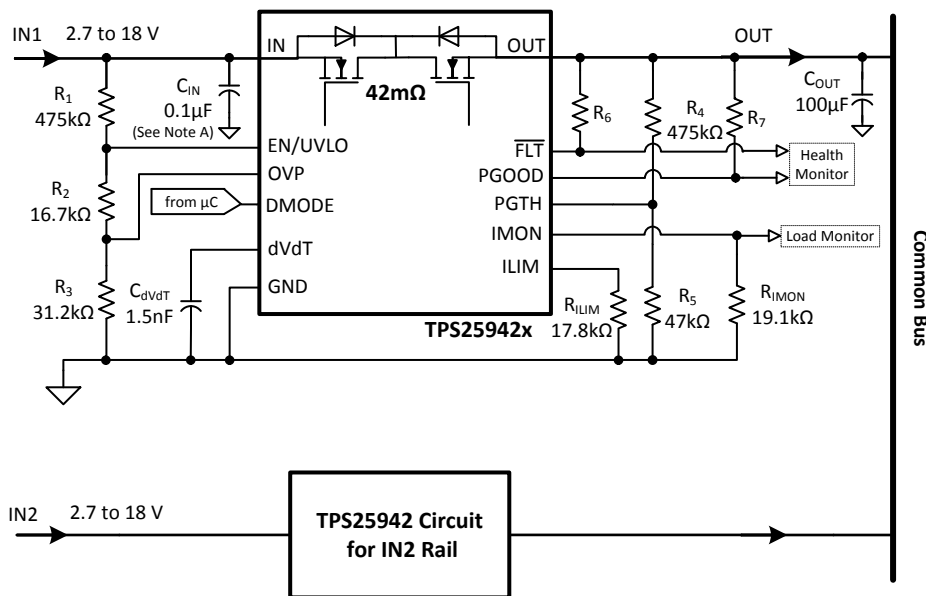 IN1
2.7 to 18 V
IN
OUT
OUT
42mΩ
R1
475kΩ
CIN
0.1µF
(See Note A)
R6
R4
475kΩ
R7
COUT
100µF
EN/UVLO
OVP
DMODE
dVdT
GND
FLT
PGOOD
PGTH
IMON
ILIM
Health
Monitor
Load Monitor
R2
16.7kΩ
from µC
R3
31.2kΩ
CdVdT
1.5nF
RILIM
17.8kΩ
R5
47kΩ
RIMON
19.1kΩ
TPS25942x
Common Bus
IN2
2.7 to 18 V
TPS25942 Circuit
for IN2 Rail